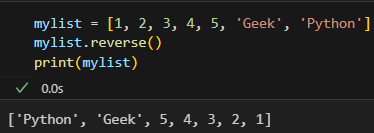 mylist = [1, 2, 3, 4, 5, 'Geek', 'Python']
mylist.reverse()
print(mylist)
0.0s
['Python', 'Geek', 5, 4, 3, 2, 1]